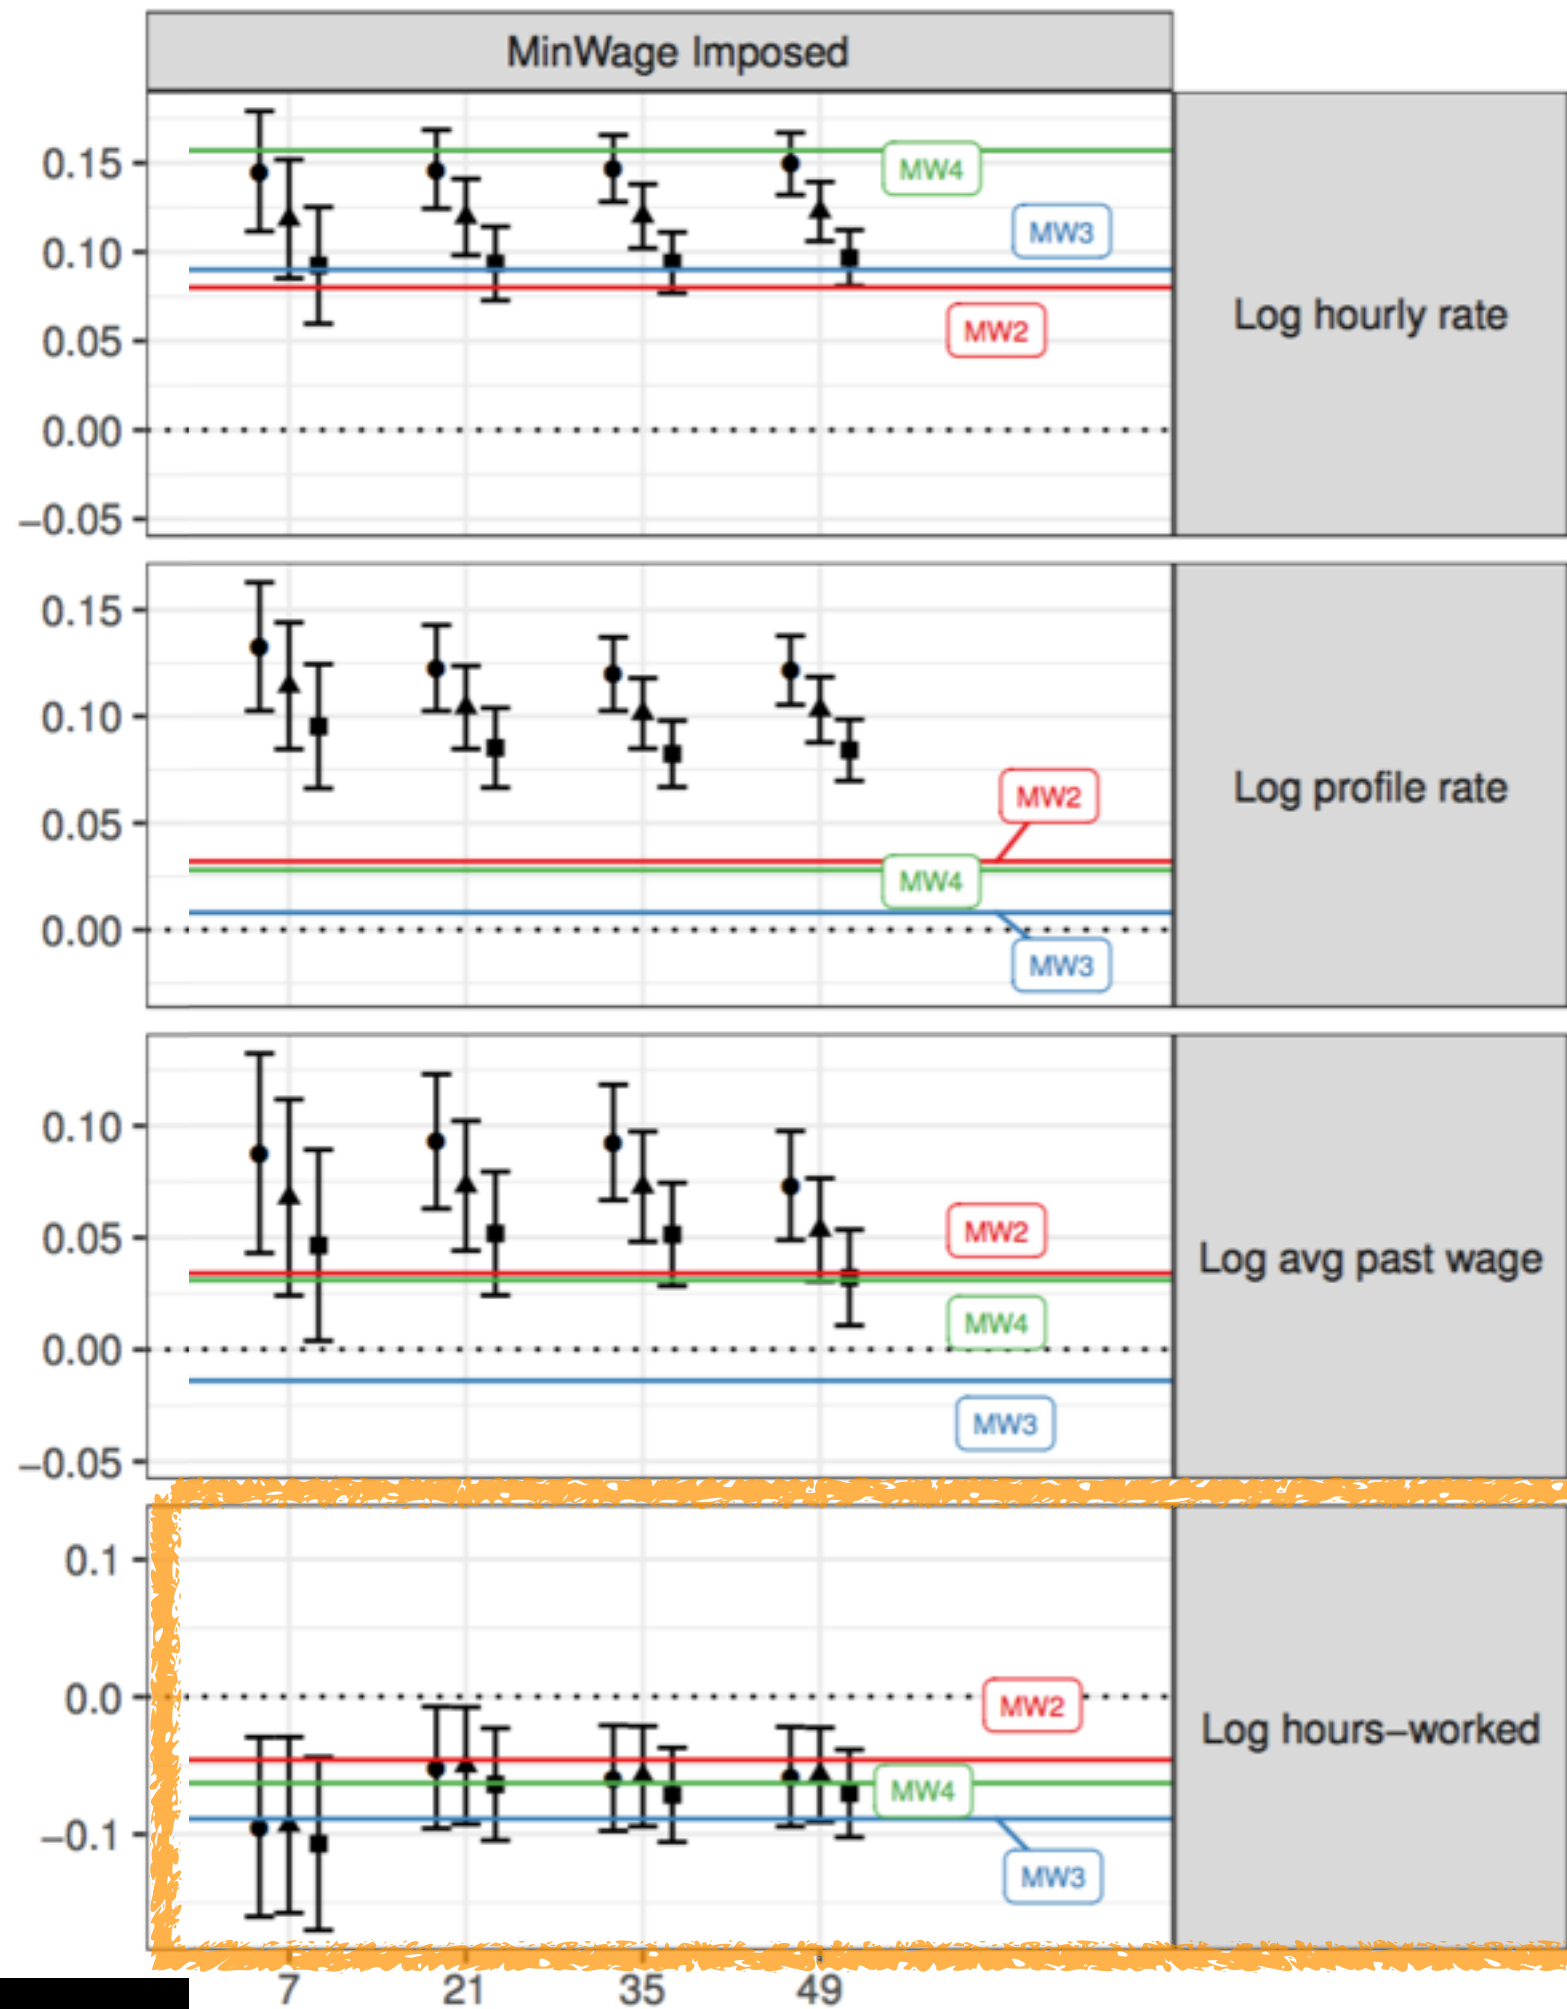 MinWage Imposed
0.15
0.10
0.05
0.00
−0.05
MW4
MW3
MW2
Log hourly rate
0.15
0.10
0.05
0.00
MW2
MW4
MW3
Log profile rate
0.10
0.05
0.00
−0.05
MW2
MW4
MW3
Log avg past wage
0.1
0.0
−0.1
MW2
MW4
MW3
Log hours−worked
7 21 35 49